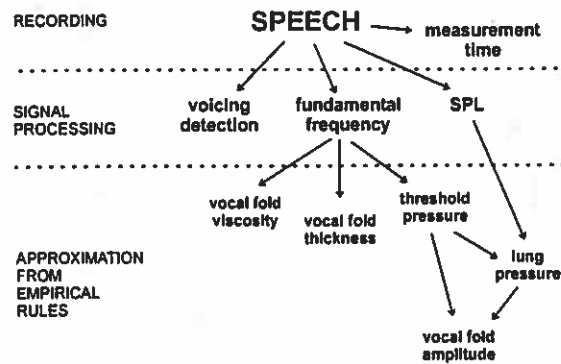 RECORDING
SPEECH
measurement
time
SIGNAL
PROCESSING
voicing
detection
fundamental
frequency
SPL
APPROXIMATION
FROM
EMPIRICAL
RULES
vocal fold
viscosity
vocal fold
thickness
threshold
pressure
lung
pressure
vocal fold
amplitude